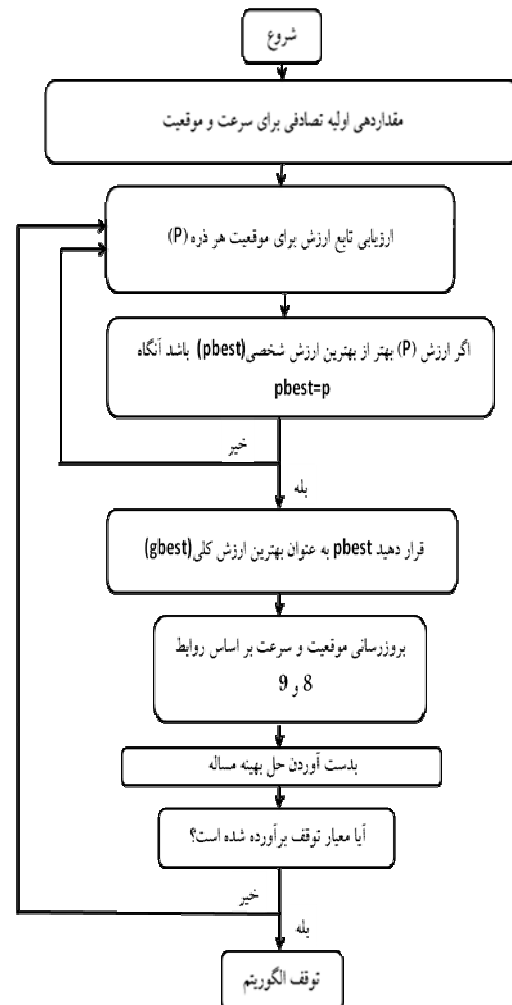 شروع
مقداردهی اولیه تصادفی برای سرعت و موقعیت
ارزیابی تابع ارزش برای موقعیت هر ذره (P)
اگر ارزش (P) بهتر از بهترین ارزش شخصی(pbest) باشد آنگاه
pbest=p
خیر
بله
قرار دهید pbest به عنوان بهترین ارزش کلی(gbest)
بروزرسانی موقعیت و سرعت بر اساس روابط
8 و 9
بدست آوردن حل بهینه مساله
آیا معیار توقف برآورده شده است؟
خیر
بله
توقف الگوریتم